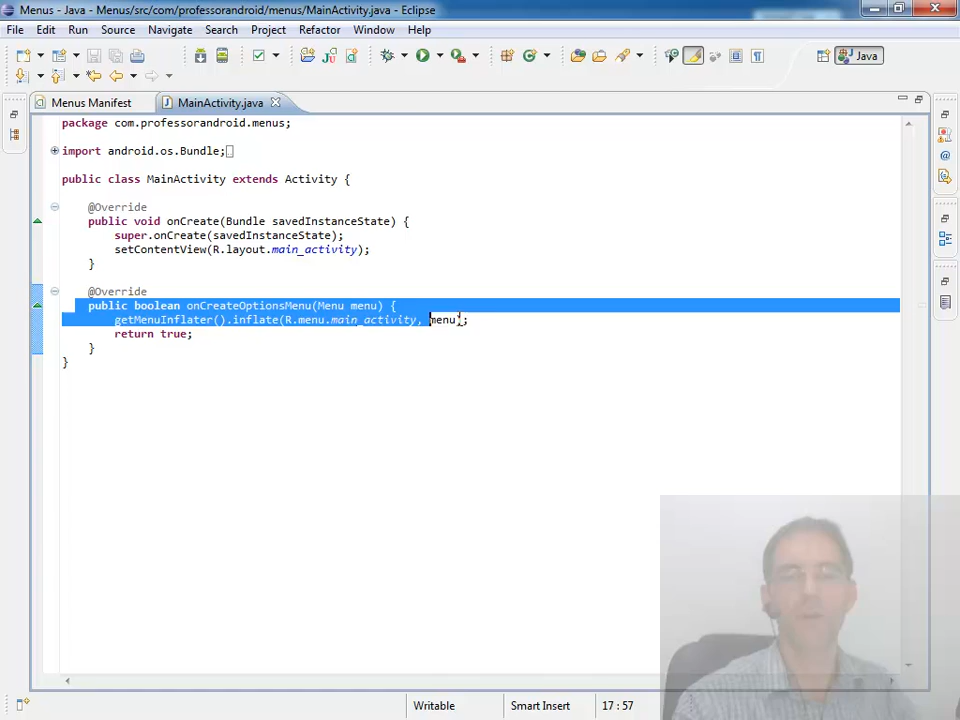 Menus - Java - Menus/src/com/professorandroid/menus/MainActivity.java - Eclipse
File Edit Run Source Navigate Search Project Refactor Window Help
Java
Menus Manifest MainActivity.java
package com.professorandroid.menus;
import android.os.Bundle;
public class MainActivity extends Activity {
@Override
public void onCreate(Bundle savedInstanceState) {
super.onCreate(savedInstanceState);
setContentView(R.layout.main_activity);
}
@Override
public boolean onCreateOptionsMenu(Menu menu) {
getMenuInflater().inflate(R.menu.main_activity, menu);
return true;
}
}
Writable Smart Insert 17 : 57